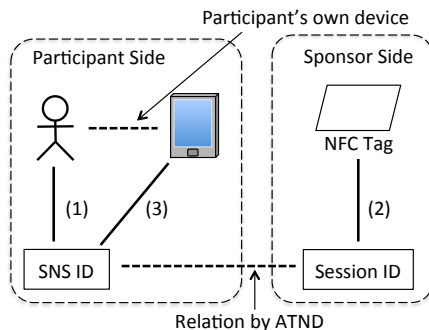 Participant’s own device
Participant Side
Sponsor Side
NFC Tag
(1)
(3)
(2)
SNS ID
Session ID
Relation by ATND